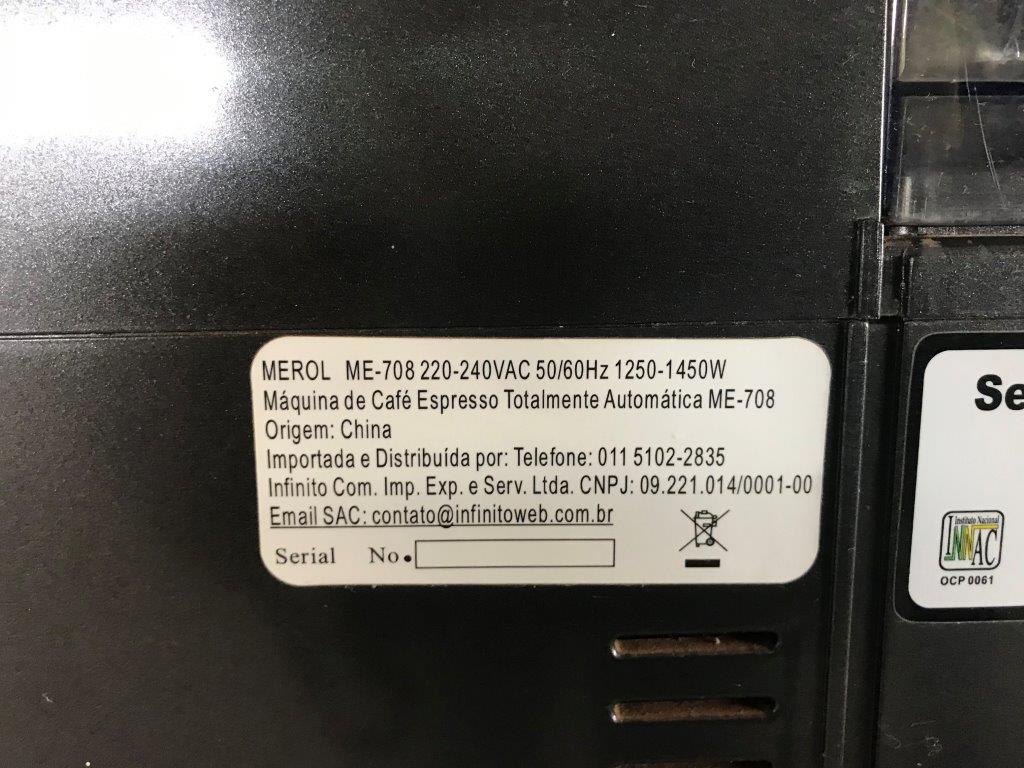 MEROL ME-708 220-240VAC 50/60Hz 1250-1450W
Máquina de Café Espresso Totalmente Automática ME-708
Origem: China
Importada e Distribuída por: Telefone: 011 5102-2835
Infinito Com. Imp. Exp. e Serv. Ltda. CNPJ: 09.221.014/0001-00
Email SAC: contato@infinitoweb.com.br
Serial No.
Se
Instituto Nacional
INNAC
OCP 0061